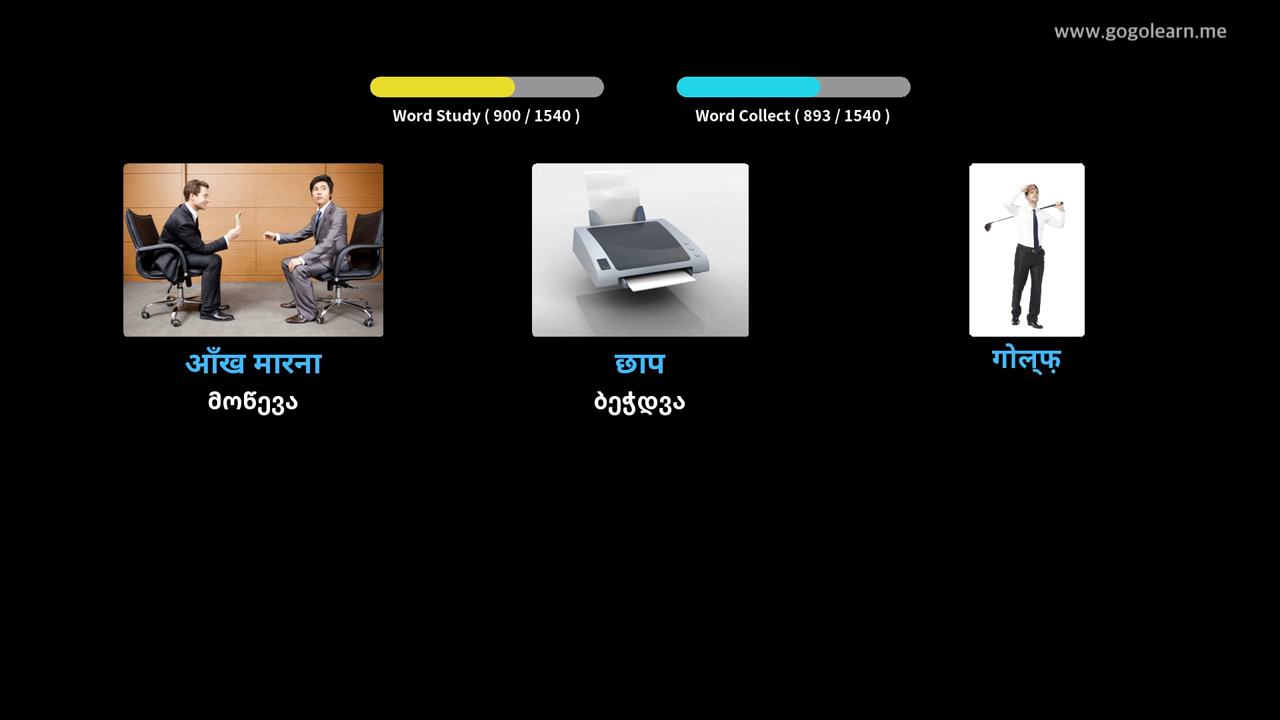 www.gogolearn.me
Word Study ( 900 / 1540 )
Word Collect ( 893 / 1540 )
आँख मारना
छाप
गोल्फ़
მოწევა
ბეჭდვა